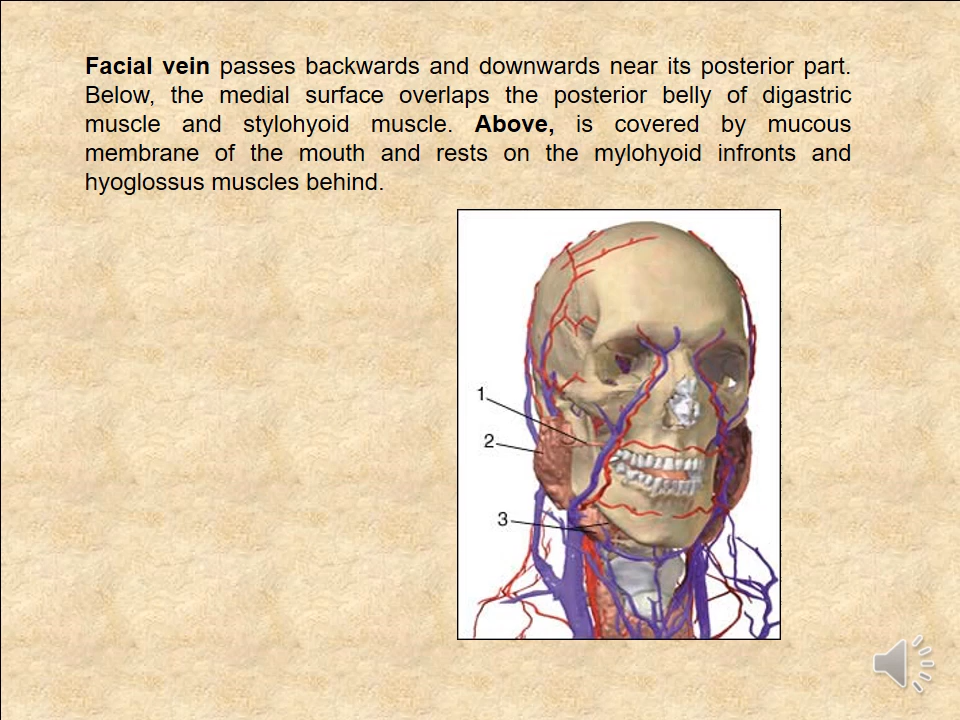 Facial vein passes backwards and downwards near its posterior part.
Below, the medial surface overlaps the posterior belly of digastric
muscle and stylohyoid muscle. Above, is covered by mucous
membrane of the mouth and rests on the mylohyoid infronts and
hyoglossus muscles behind.
1
2
3